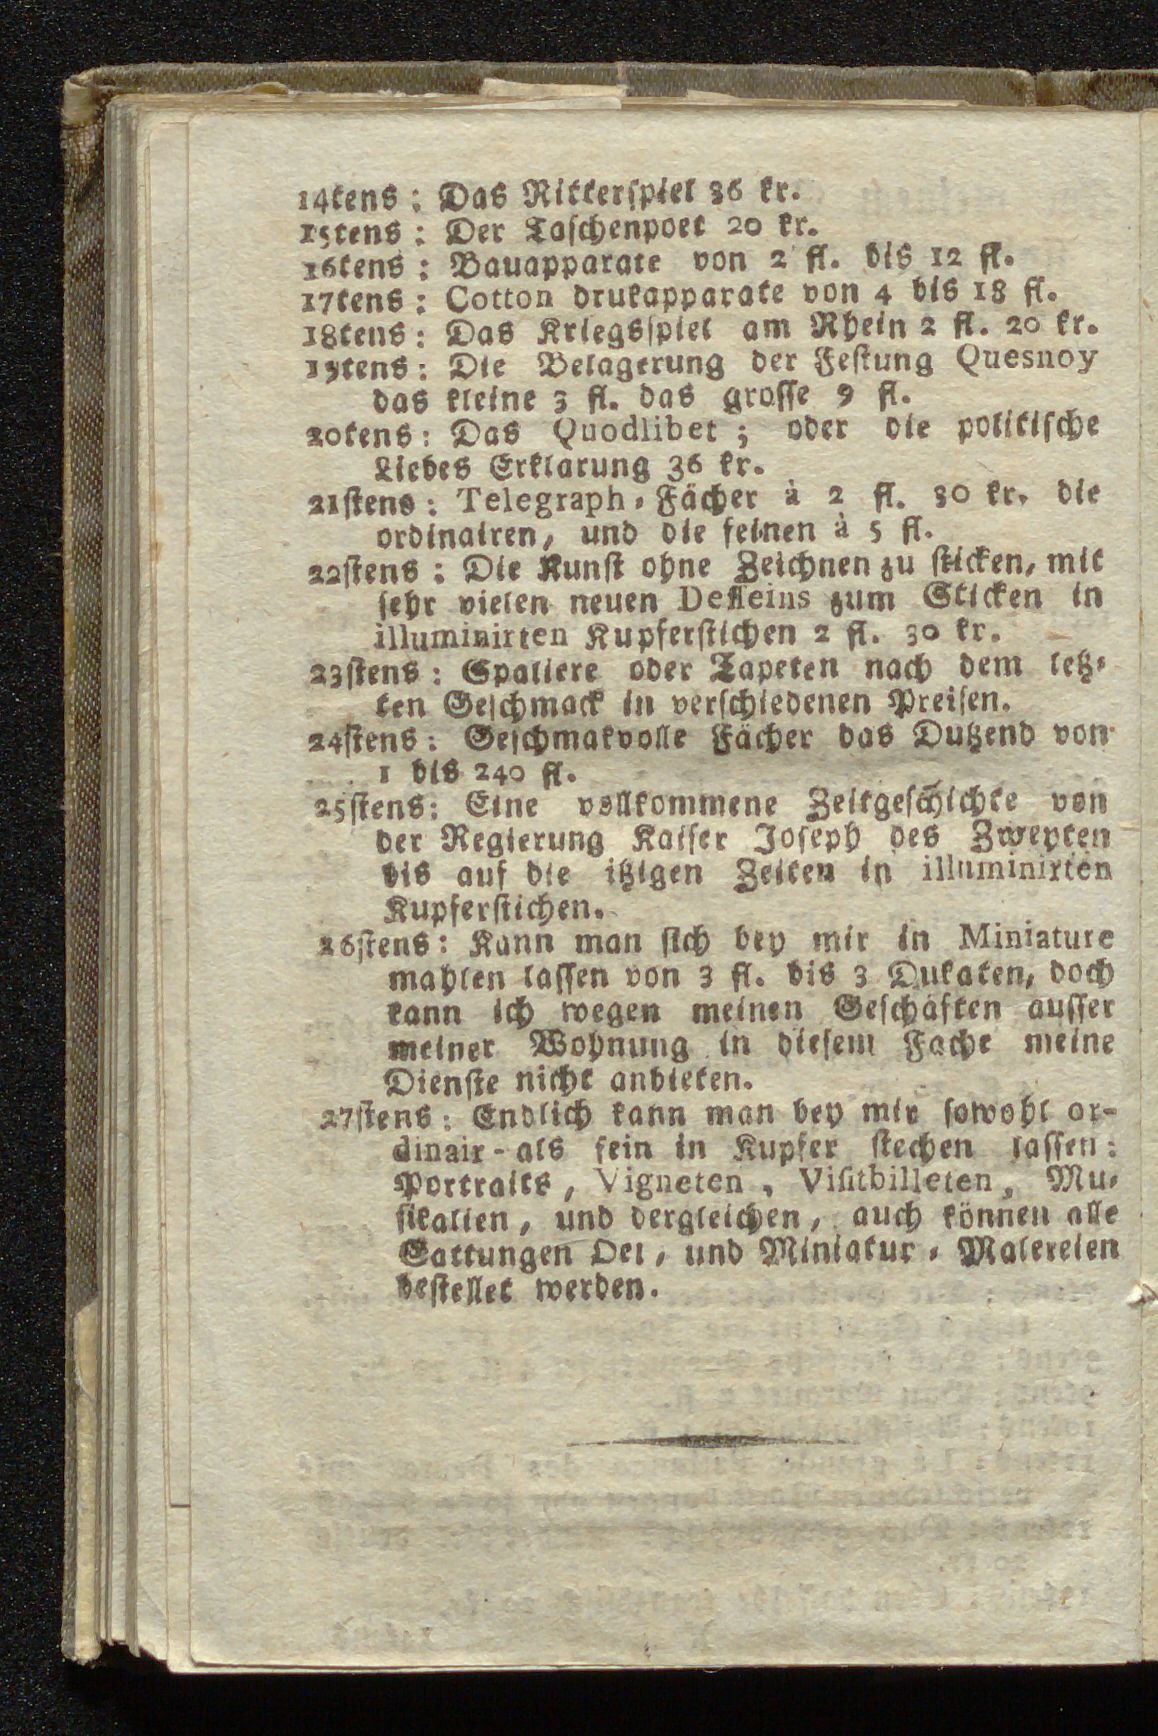 14tens: Das Ritterspiel 36 kr.
15tens: Der Taschenpoet 20 kr.
16tens: Bauapparate von 2 fl. bis 12 fl.
17tens: Cotton drukapparate von 4 bis 18 fl.
18tens: Das Kriegsspiel am Rhein 2 fl. 20 kr.
19tens: Die Belagerung der Festung Quesnoy
das kleine 3 fl. das grosse 9 fl.
20tens: Das Quodlibet; oder die politische
Liebes Erklarung 36 kr.
21stens: Telegraph-Fächer à 2 fl. 30 kr. die
ordinairen, und die feinen à 5 fl.
22stens: Die Kunst ohne Zeichnen zu sticken, mit
sehr vielen neuen Desseins zum Sticken in
illuminirten Kupferstichen 2 fl. 30 kr.
23stens: Spaliere oder Tapeten nach dem letz-
ten Geschmack in verschiedenen Preisen.
24stens: Geschmakvolle Fächer das Dutzend von
1 bis 240 fl.
25stens: Eine vollkommene Zeitgeschichte von
der Regierung Kaiser Joseph des Zweyten
bis auf die itzigen Zeiten in illuminirten
Kupferstichen.
26stens: Kann man sich bey mir in Miniature
mahlen lassen von 3 fl. bis 3 Dukaten, doch
kann ich wegen meinen Geschäften ausser
meiner Wohnung in diesem Fache meine
Dienste nicht anbieten.
27stens: Endlich kann man bey mir sowohl or-
dinair-als fein in Kupfer stechen lassen:
Portraits, Vigneten, Visitbilleten, Mu-
sikalien, und dergleichen, auch können alle
Gattungen Oel, und Miniatur-Malereien
bestellet werden.